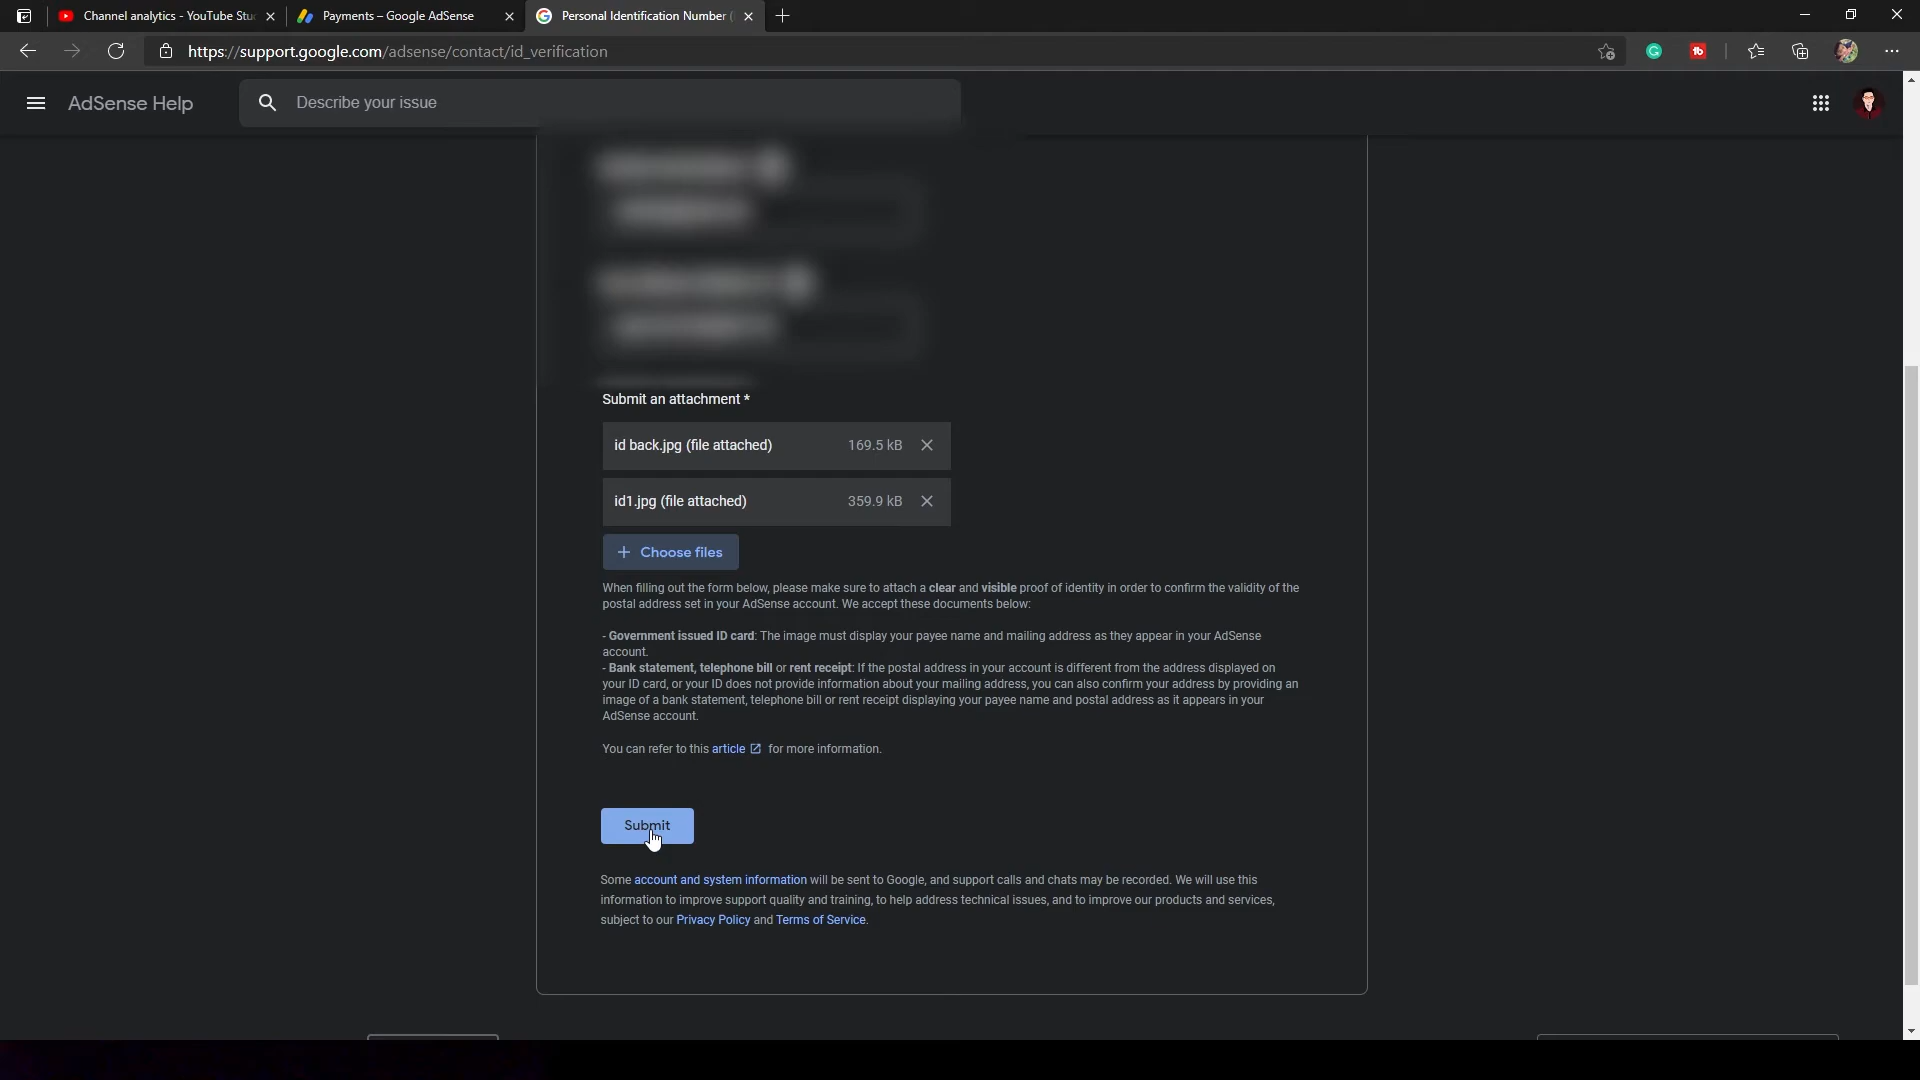 Channel analytics - YouTube Stu
Payments – Google AdSense
Personal Identification Number (
https://support.google.com/adsense/contact/id_verification
AdSense Help
Describe your issue
Submit an attachment *
id back.jpg (file attached) 169.5 kB
id1.jpg (file attached) 359.9 kB
+ Choose files
When filling out the form below, please make sure to attach a clear and visible proof of identity in order to confirm the validity of the
postal address set in your AdSense account. We accept these documents below:
- Government issued ID card: The image must display your payee name and mailing address as they appear in your AdSense
account.
- Bank statement, telephone bill or rent receipt: If the postal address in your account is different from the address displayed on
your ID card, or your ID does not provide information about your mailing address, you can also confirm your address by providing an
image of a bank statement, telephone bill or rent receipt displaying your payee name and postal address as it appears in your
AdSense account.
You can refer to this article for more information.
Submit
Some account and system information will be sent to Google, and support calls and chats may be recorded. We will use this
information to improve support quality and training, to help address technical issues, and to improve our products and services,
subject to our Privacy Policy and Terms of Service.